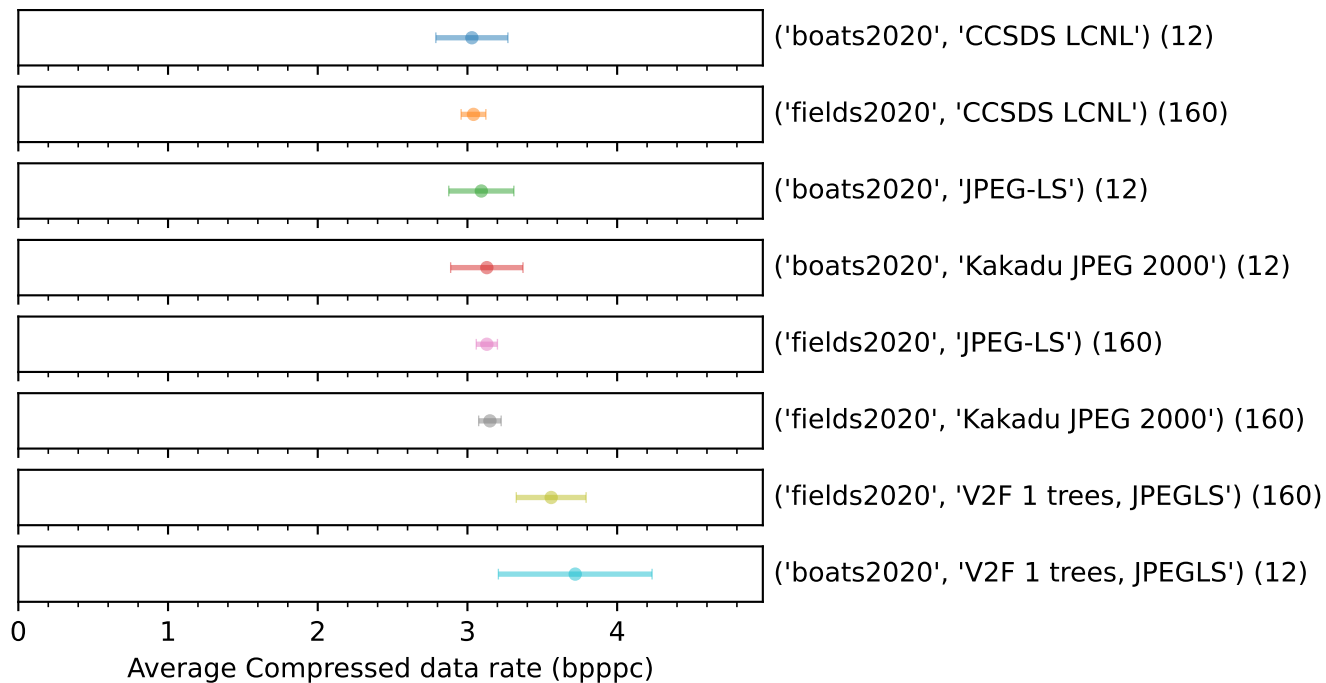 ('boats2020', 'CCSDS LCNL') (12)
('fields2020', 'CCSDS LCNL') (160)
('boats2020', 'JPEG-LS') (12)
('boats2020', 'Kakadu JPEG 2000') (12)
('fields2020', 'JPEG-LS') (160)
('fields2020', 'Kakadu JPEG 2000') (160)
('fields2020', 'V2F 1 trees, JPEGLS') (160)
('boats2020', 'V2F 1 trees, JPEGLS') (12)
0 1 2 3 4
Average Compressed data rate (bpppc)